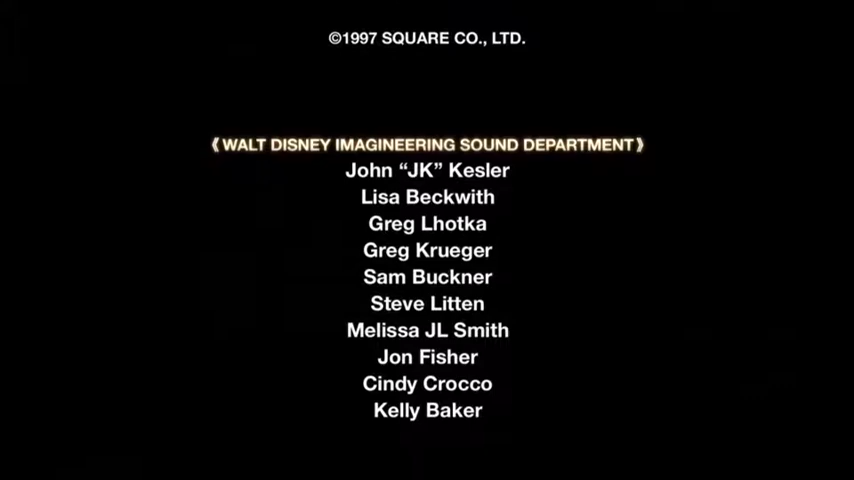 ©1997 SQUARE CO., LTD.
《WALT DISNEY IMAGINEERING SOUND DEPARTMENT》
John “JK” Kesler
Lisa Beckwith
Greg Lhotka
Greg Krueger
Sam Buckner
Steve Litten
Melissa JL Smith
Jon Fisher
Cindy Crocco
Kelly Baker